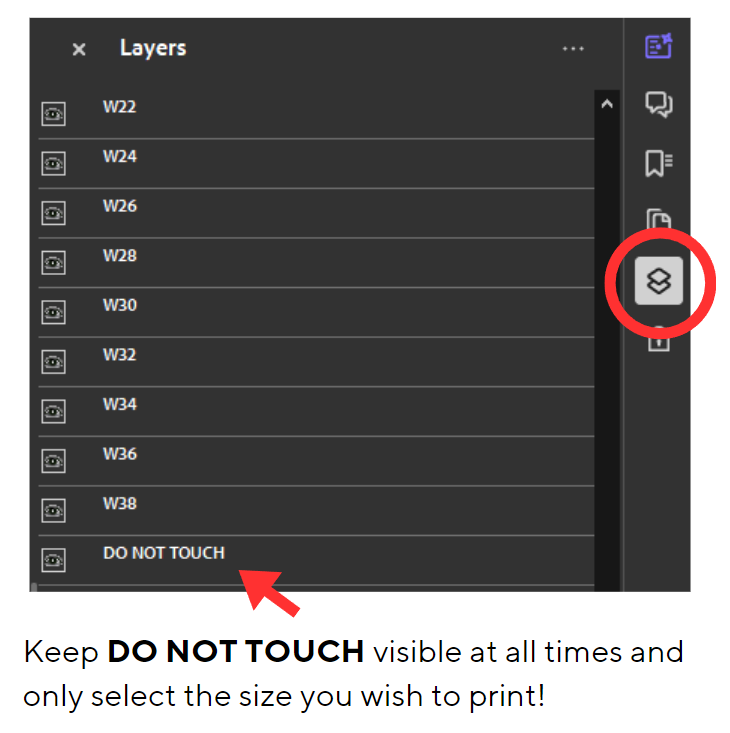 Layers
W22
W24
W26
W28
W30
W32
W34
W36
W38
DO NOT TOUCH
Keep DO NOT TOUCH visible at all times and
only select the size you wish to print!